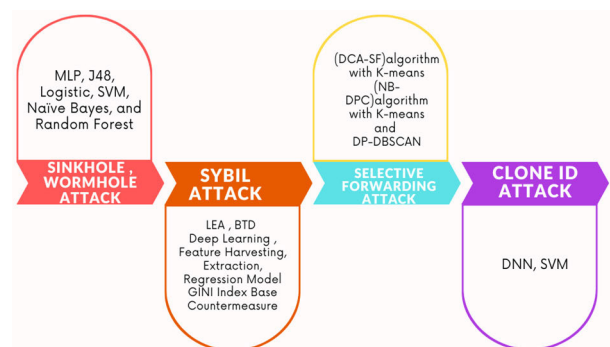 MLP, J48,
Logistic, SVM,
Naïve Bayes, and
Random Forest
SINKHOLE ,
WORMHOLE
ATTACK
SYBIL
ATTACK
LEA , BTD
Deep Learning ,
Feature Harvesting,
Extraction,
Regression Model
GINI Index Base
Countermeasure
(DCA-SF)algorithm
with K-means
(NB-
DPC)algorithm
with K-means
and
DP-DBSCAN
SELECTIVE
FORWARDING
ATTACK
CLONE ID
ATTACK
DNN, SVM